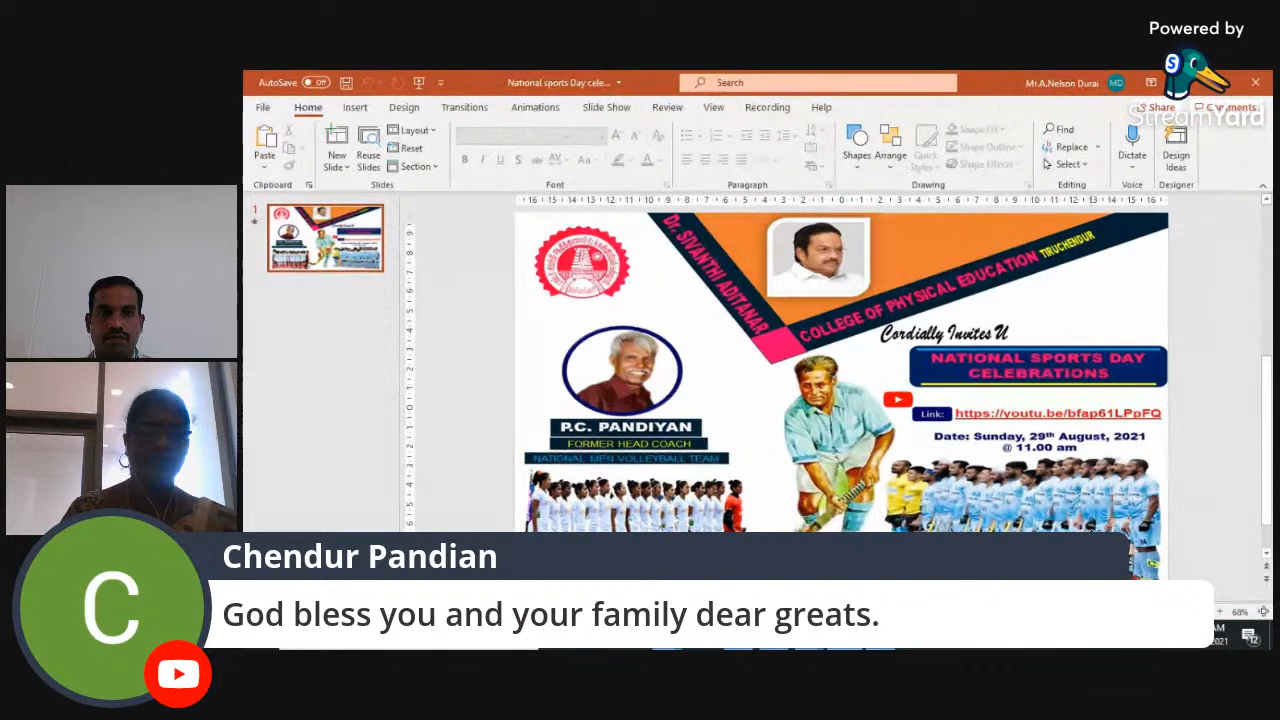 Powered by
StreamYard
AutoSave Off
National sports Day cele...
Search
Mr.A.Nelson Durai
MD
File Home Insert Design Transitions Animations Slide Show Review View Recording Help
Share Comments
Paste
New Slides
Reuse Slides
Layout
Reset
Section
Shapes
Arrange
Quick Styles
Shape Fill
Shape Outline
Shape Effects
Find
Replace
Select
Dictate
Design Ideas
Clipboard Slides Font Paragraph Drawing Editing Voice Designer
1
Dr. SIVANTHI ADITANAR
COLLEGE OF PHYSICAL EDUCATION TIRUCHENDUR
Cordially Invites U
NATIONAL SPORTS DAY
CELEBRATIONS
Link: https://youtu.be/bfap61LPpFQ
Date: Sunday, 29th August, 2021
@ 11.00 am
P.C. PANDIYAN
FORMER HEAD COACH
NATIONAL MEN VOLLEYBALL TEAM
68%
12
C
Chendur Pandian
God bless you and your family dear greats.